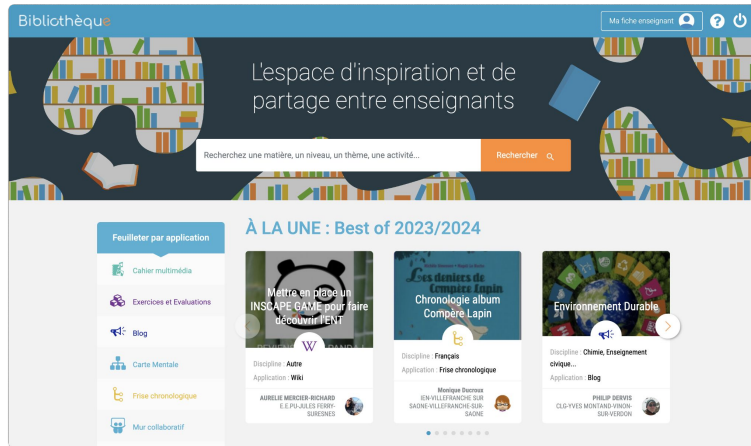 Bibliothèque
Ma fiche enseignant
L'espace d'inspiration et de
partage entre enseignants
Recherchez une matière, un niveau, un thème, une activité...
Rechercher
Feuilleter par application
Cahier multimédia
Exercices et Evaluations
Blog
Carte Mentale
Frise chronologique
Mur collaboratif
À LA UNE : Best of 2023/2024
Mettre en place un
INSCAPE GAME pour faire
découvrir l'ENT
W
Discipline : Autre
Application : Wiki
AURELIE MERCIER-RICHARD
E.E.PU-JULES FERRY-
SURESNES
Les deniers de
Compère Lapin
Chronologie album
Compère Lapin
Discipline : Français
Application : Frise chronologique
Monique Ducroux
IEN-VILLEFRANCHE SUR
SAONE-VILLEFRANCHE-SUR-
SAONE
Environnement Durable
Discipline : Chimie, Enseignement
civique...
Application : Blog
PHILIP DERVIS
CLG-YVES MONTAND-VINON-
SUR-VERDON